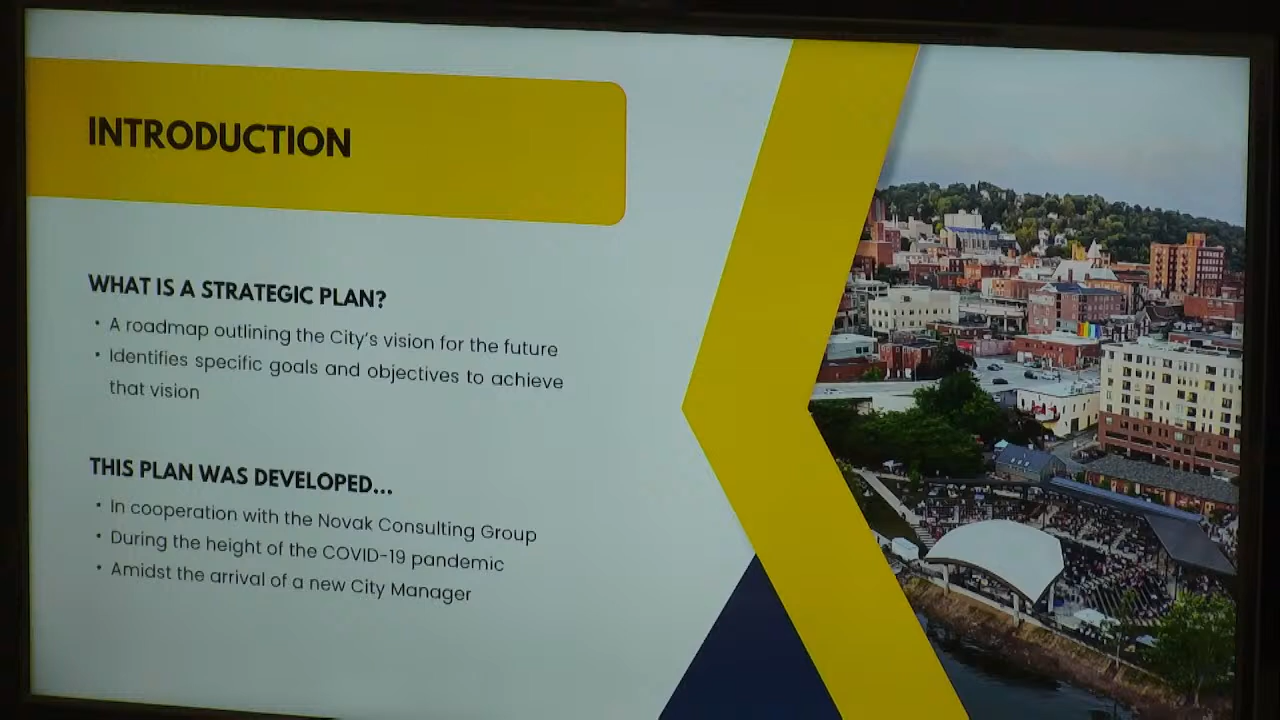 INTRODUCTION
WHAT IS A STRATEGIC PLAN?
• A roadmap outlining the City's vision for the future
• Identifies specific goals and objectives to achieve
that vision
THIS PLAN WAS DEVELOPED...
• In cooperation with the Novak Consulting Group
• During the height of the COVID-19 pandemic
• Amidst the arrival of a new City Manager